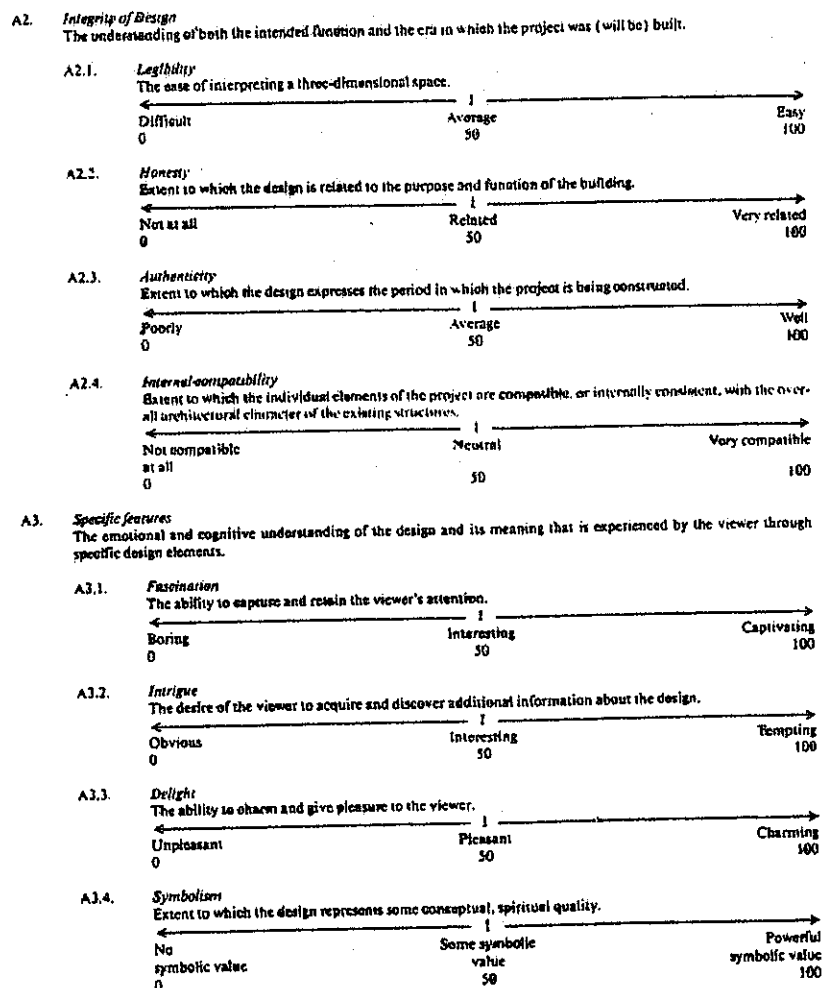 A2. Integrity of Design
The understanding of both the intended function and the era in which the project was (will be) built.
A2.1. Legibility
The ease of interpreting a three-dimensional space.
Difficult Average Easy
0 50 100
A2.2. Honesty
Extent to which the design is related to the purpose and function of the building.
Not at all Related Very related
0 50 100
A2.3. Authenticity
Extent to which the design expresses the period in which the project is being constructed.
Poorly Average Well
0 50 100
A2.4. Internal-compatibility
Extent to which the individual elements of the project are compatible, or internally consistent, with the over-
all architectural character of the existing structures.
Not compatible Neutral Very compatible
at all
0 50 100
A3. Specific features
The emotional and cognitive understanding of the design and its meaning that is experienced by the viewer through
specific design elements.
A3.1. Fascination
The ability to capture and retain the viewer's attention.
Boring Interesting Captivating
0 50 100
A3.2. Intrigue
The desire of the viewer to acquire and discover additional information about the design.
Obvious Interesting Tempting
0 50 100
A3.3. Delight
The ability to charm and give pleasure to the viewer.
Unpleasant Pleasant Charming
0 50 100
A3.4. Symbolism
Extent to which the design represents some conceptual, spiritual quality.
No Some symbolic Powerful
symbolic value value symbolic value
0 50 100